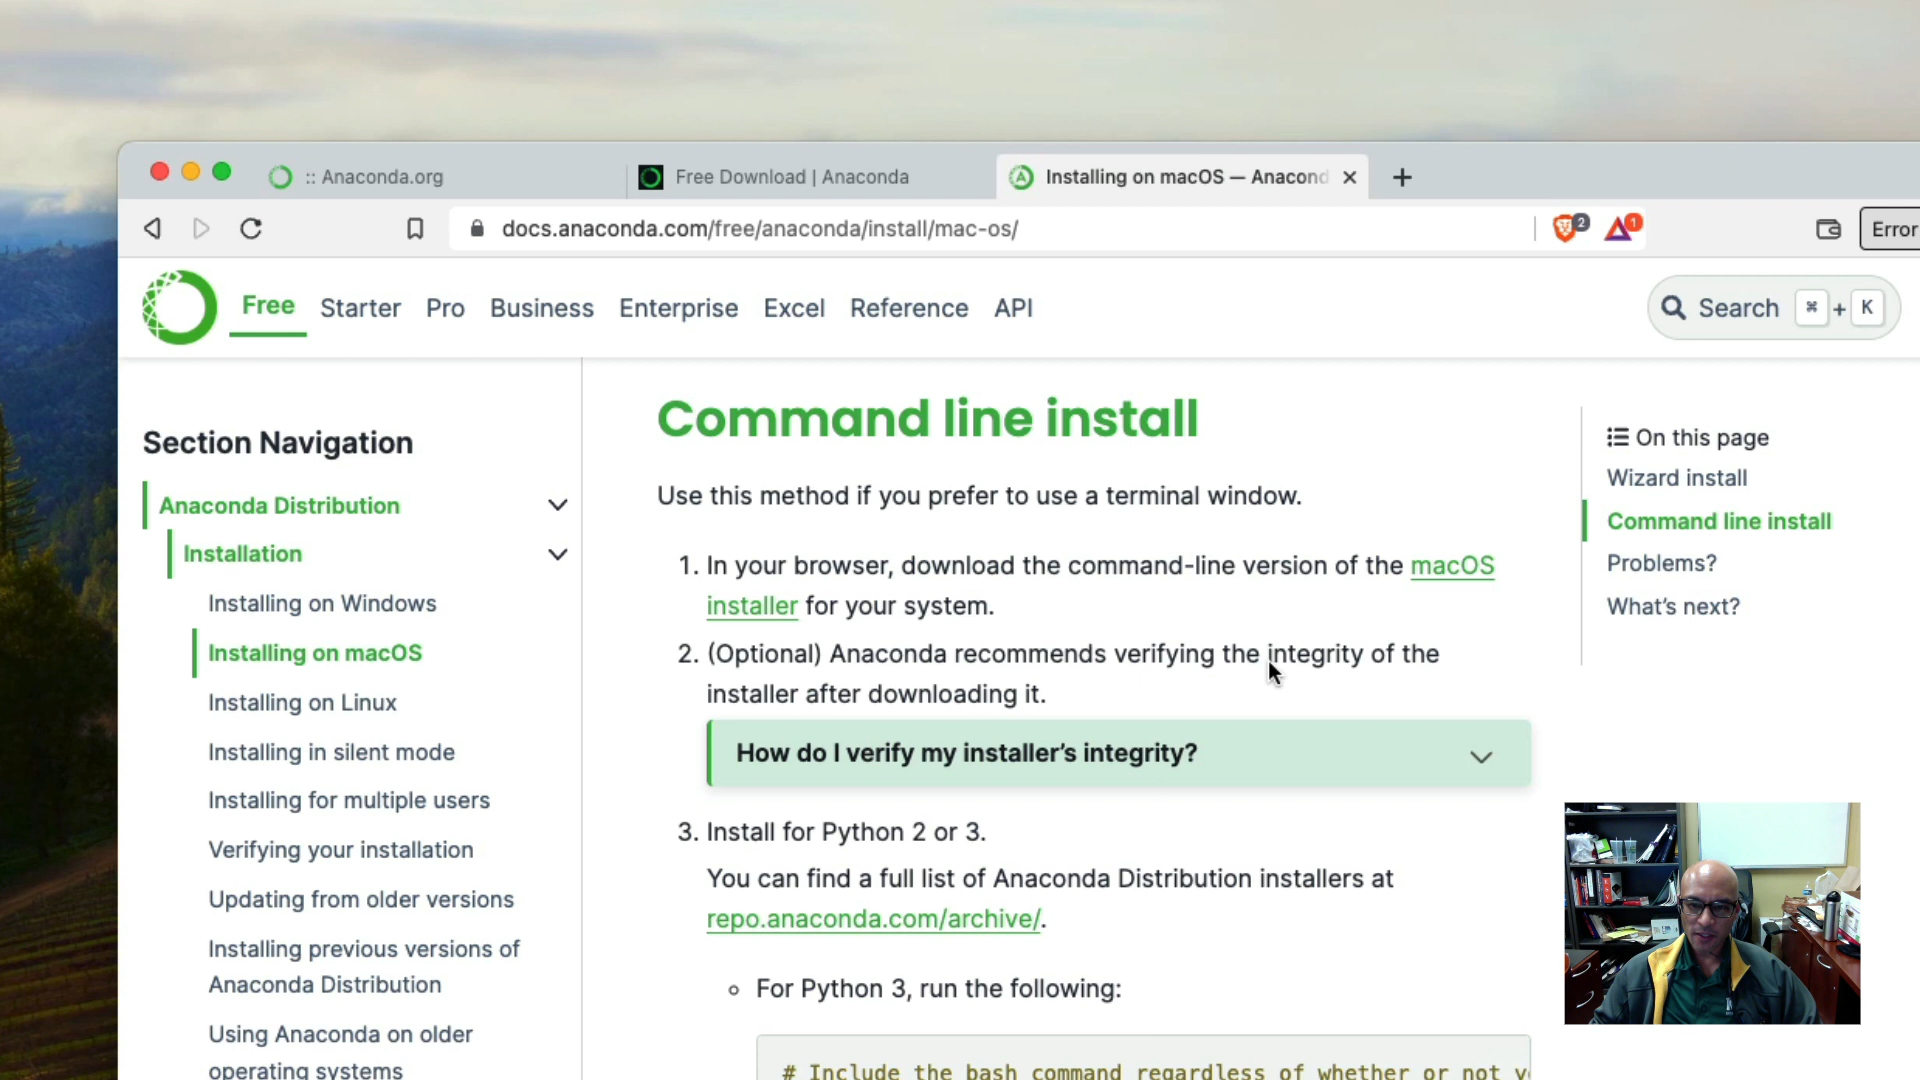 :: Anaconda.org
Free Download | Anaconda
Installing on macOS — Anacond
docs.anaconda.com/free/anaconda/install/mac-os/
2
1
Error
Free
Starter
Pro
Business
Enterprise
Excel
Reference
API
Search
⌘ + K
Section Navigation
Anaconda Distribution
Installation
Installing on Windows
Installing on macOS
Installing on Linux
Installing in silent mode
Installing for multiple users
Verifying your installation
Updating from older versions
Installing previous versions of
Anaconda Distribution
Using Anaconda on older
operating systems
Command line install
Use this method if you prefer to use a terminal window.
1. In your browser, download the command-line version of the macOS
installer for your system.
2. (Optional) Anaconda recommends verifying the integrity of the
installer after downloading it.
How do I verify my installer’s integrity?
3. Install for Python 2 or 3.
You can find a full list of Anaconda Distribution installers at
repo.anaconda.com/archive/.
For Python 3, run the following:
# Include the bash command regardless of whether or not
On this page
Wizard install
Command line install
Problems?
What’s next?